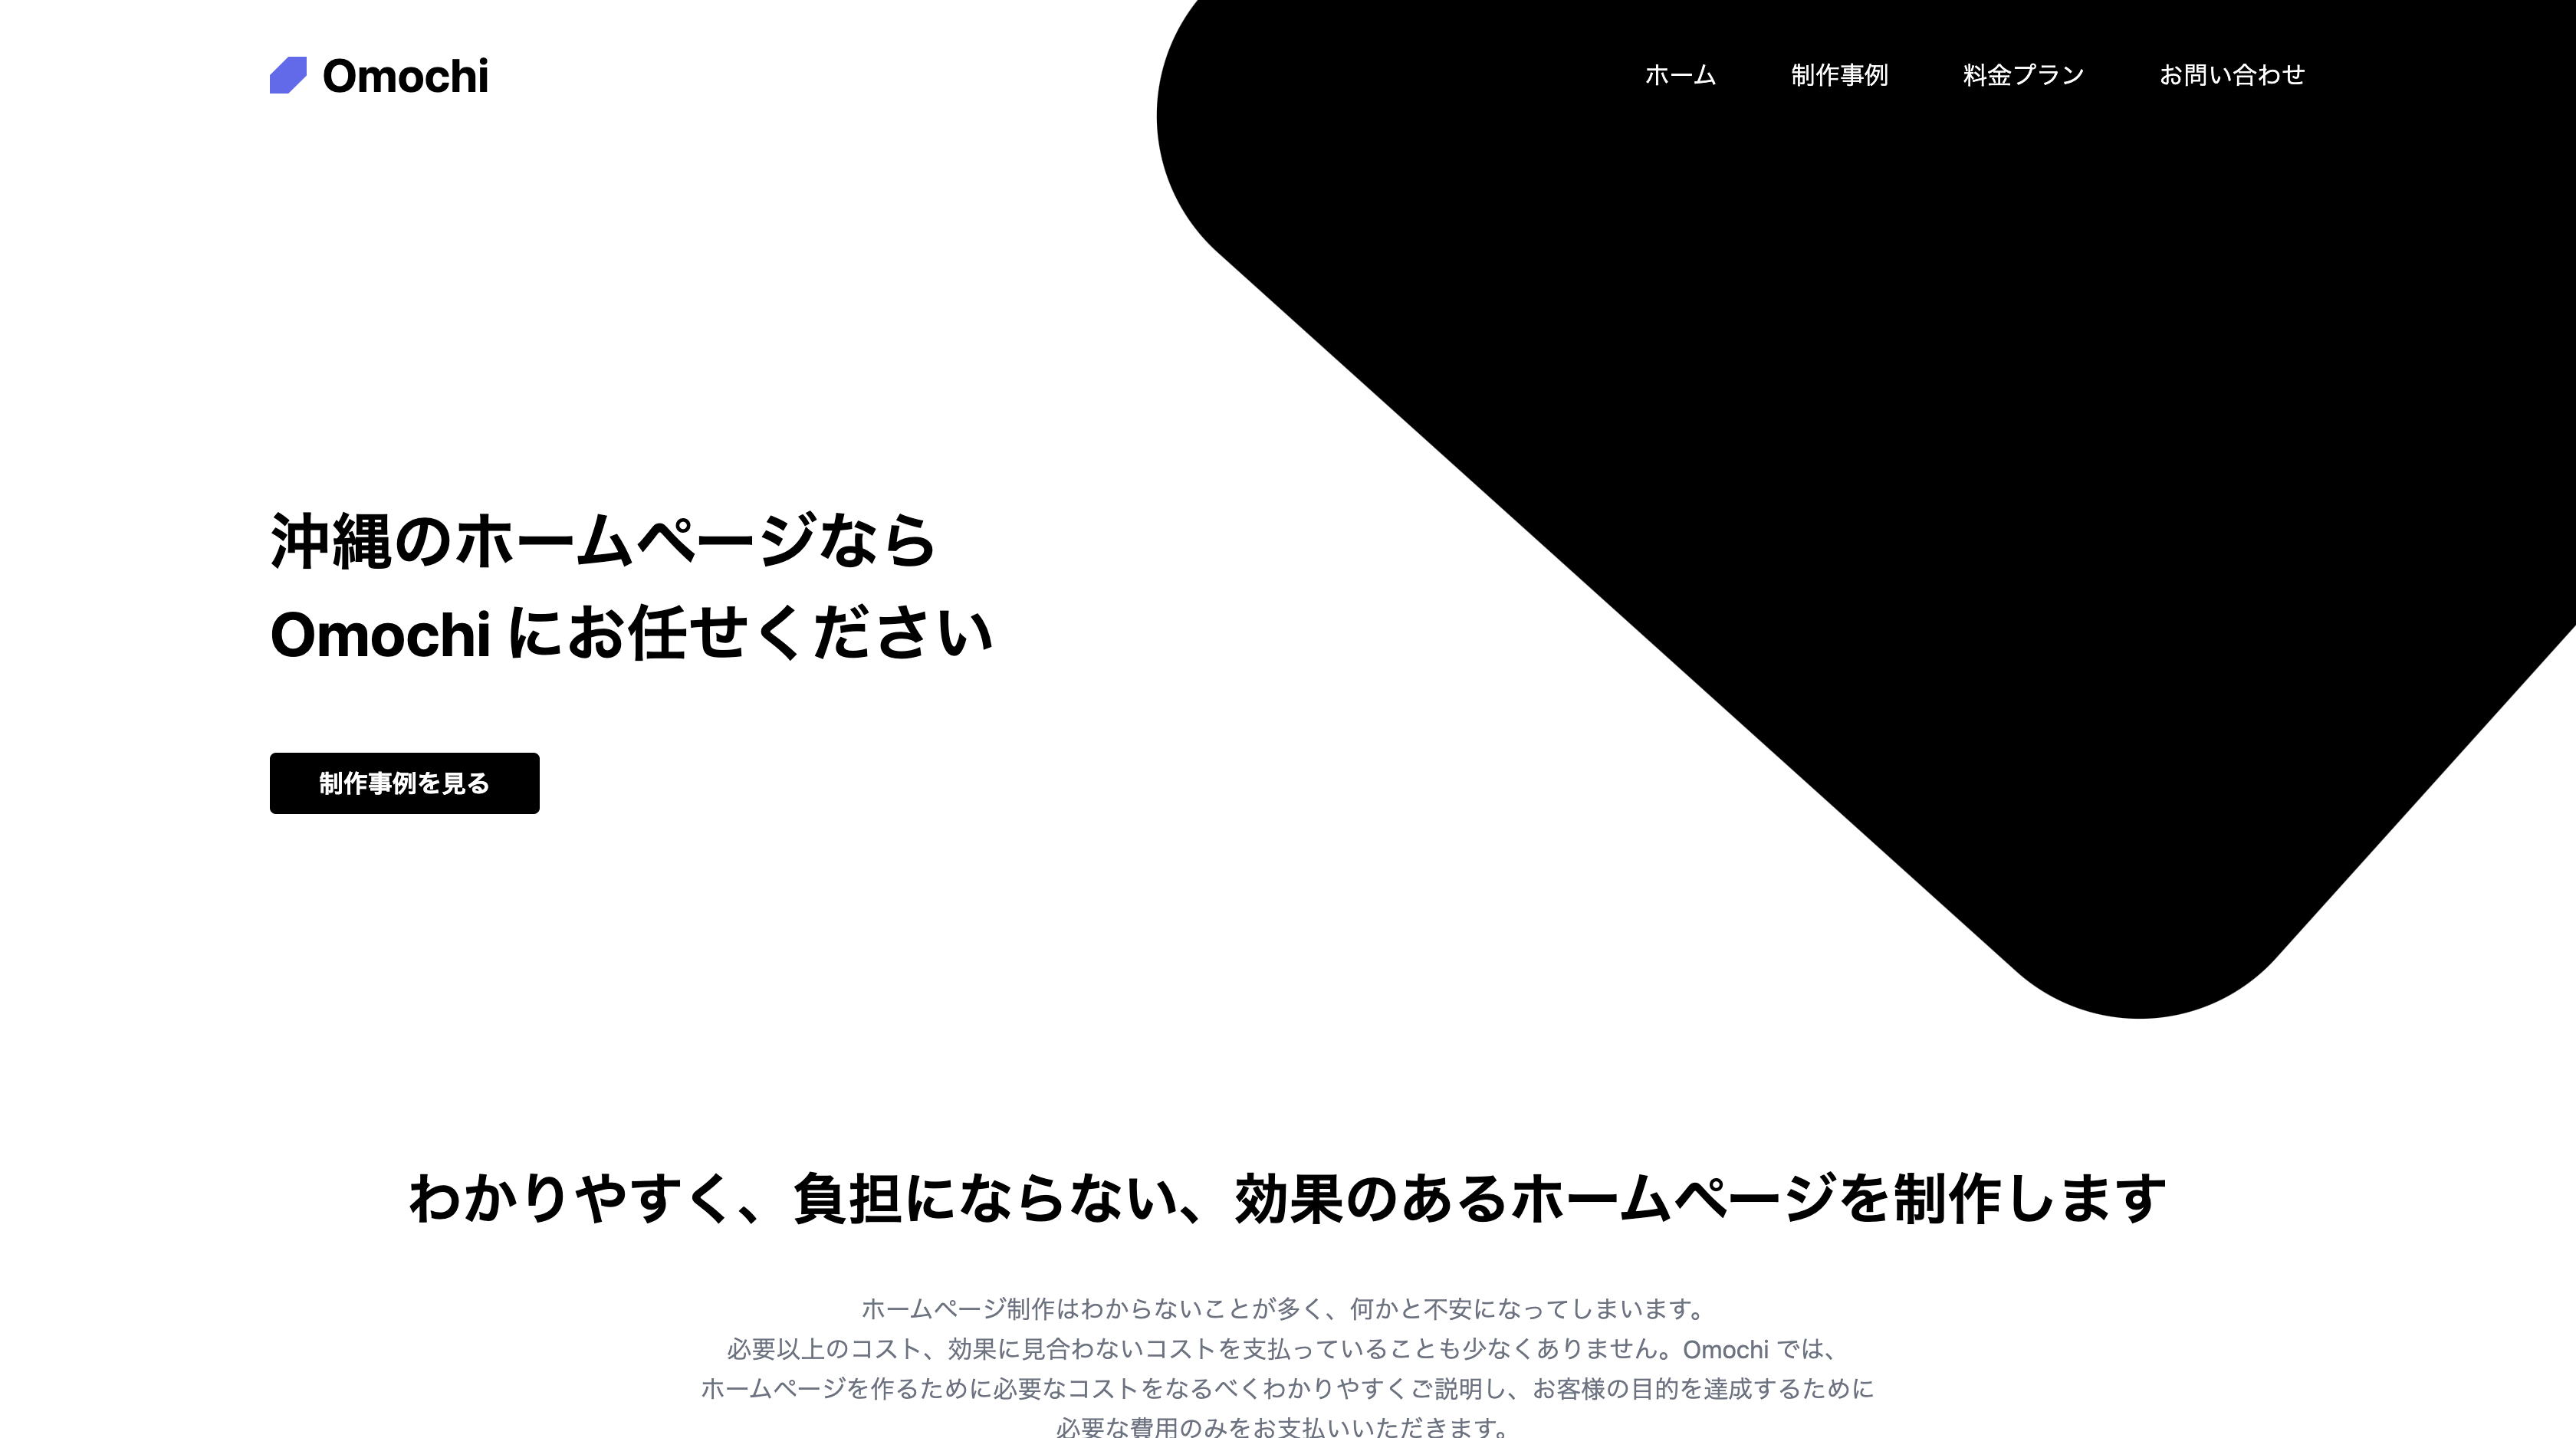 Omochi
ホーム 制作事例 料金プラン お問い合わせ
沖縄のホームページなら
Omochi にお任せください
制作事例を見る
わかりやすく、負担にならない、効果のあるホームページを制作します
ホームページ制作はわからないことが多く、何かと不安になってしまいます。
必要以上のコスト、効果に見合わないコストを支払っていることも少なくありません。Omochi では、
ホームページを作るために必要なコストをなるべくわかりやすくご説明し、お客様の目的を達成するために
必要な費用のみをお支払いいただきます。